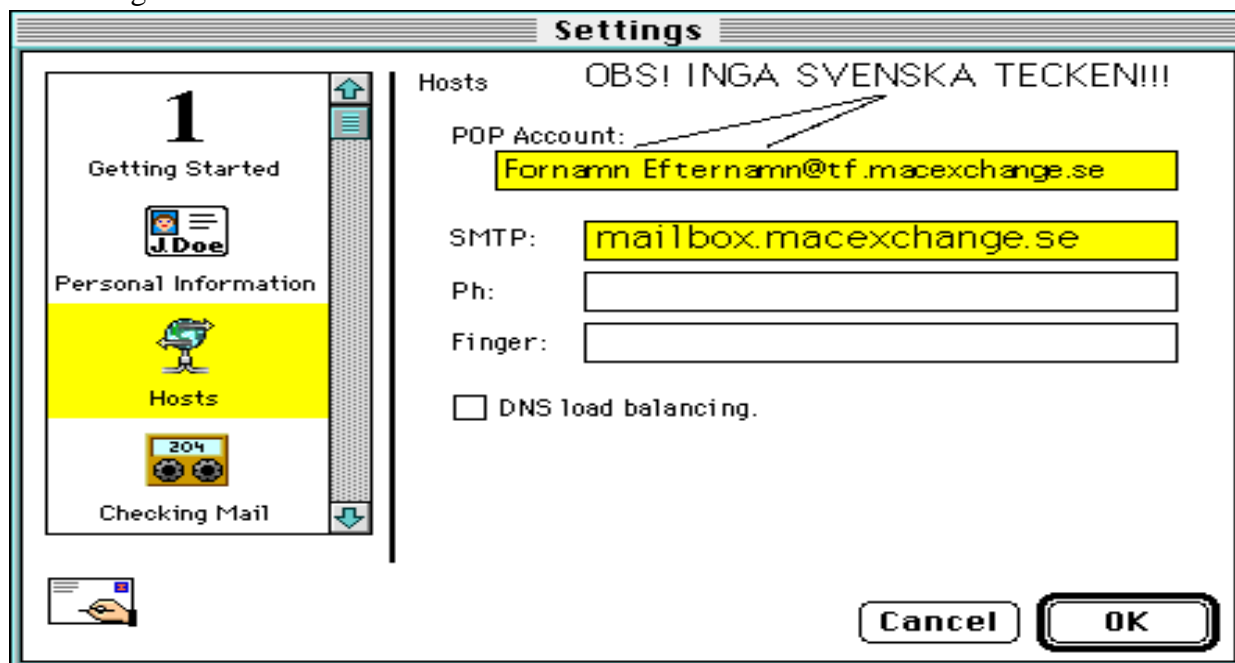 Settings
1
Getting Started
J.Doe
Personal Information
Hosts
204
Checking Mail
Hosts
OBS! INGA SVENSKA TECKEN!!!
POP Account:
Fornamn Efternamn@tf.macexchange.se
SMTP: mailbox.macexchange.se
Ph:
Finger:
DNS load balancing.
Cancel OK